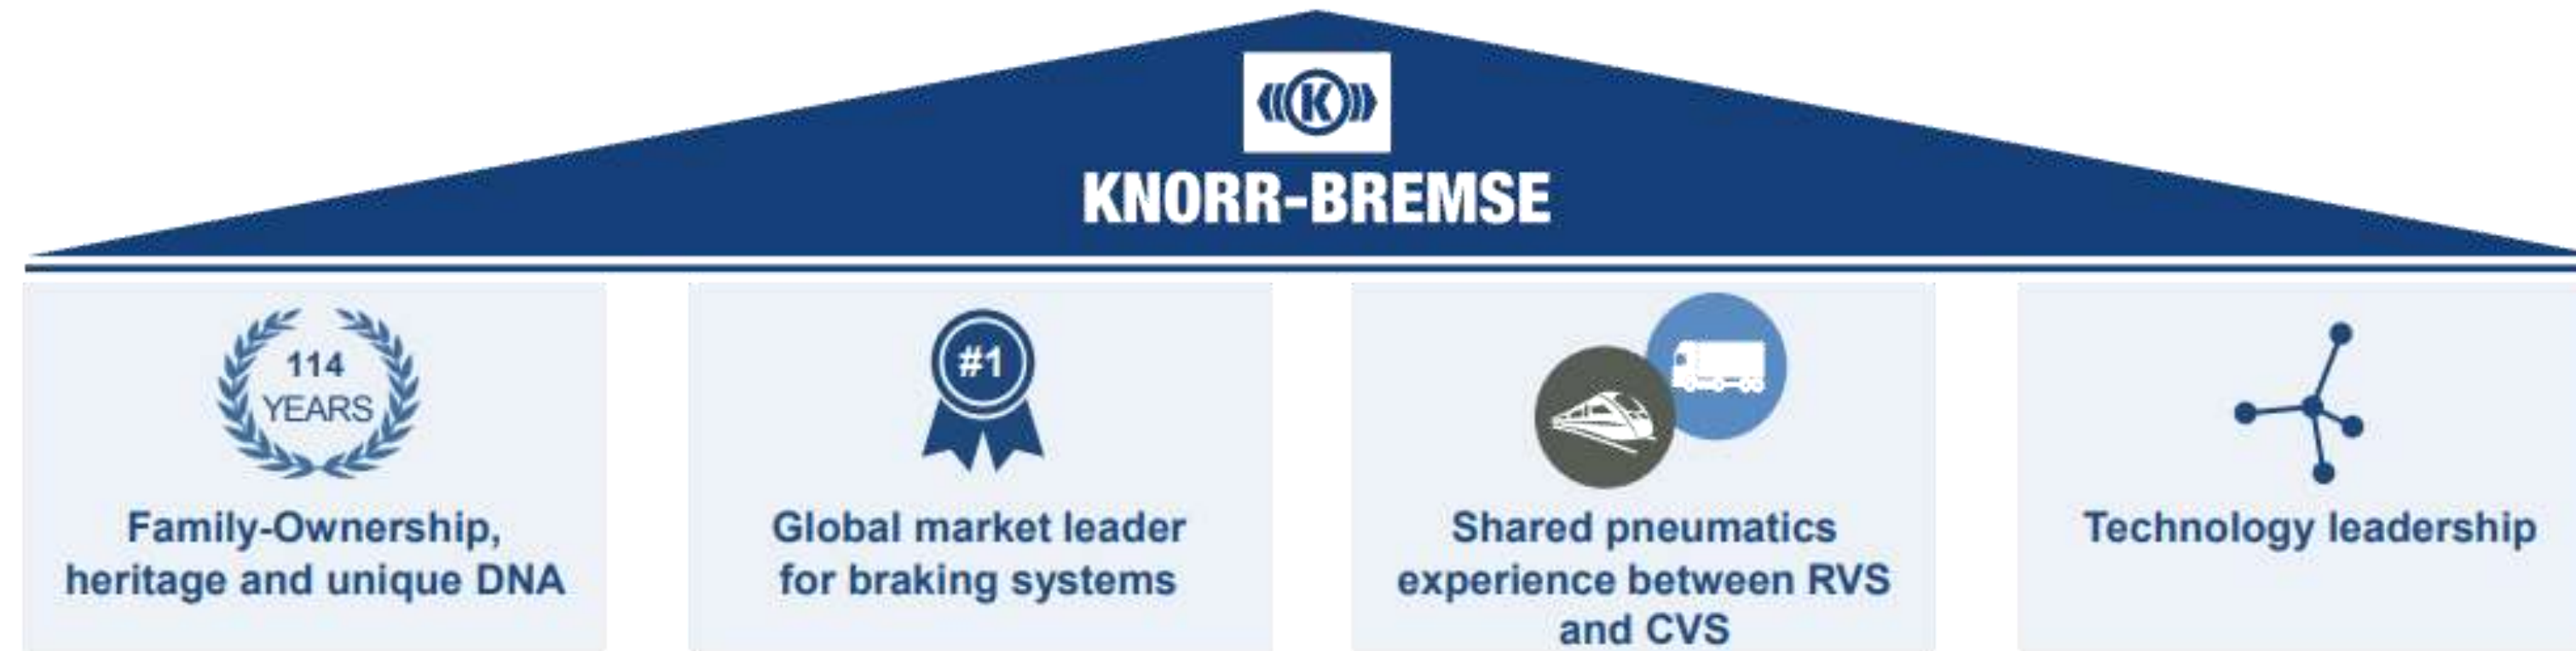 K
KNORR-BREMSE
114
YEARS
Family-Ownership,
heritage and unique DNA
#1
Global market leader
for braking systems
Shared pneumatics
experience between RVS
and CVS
Technology leadership